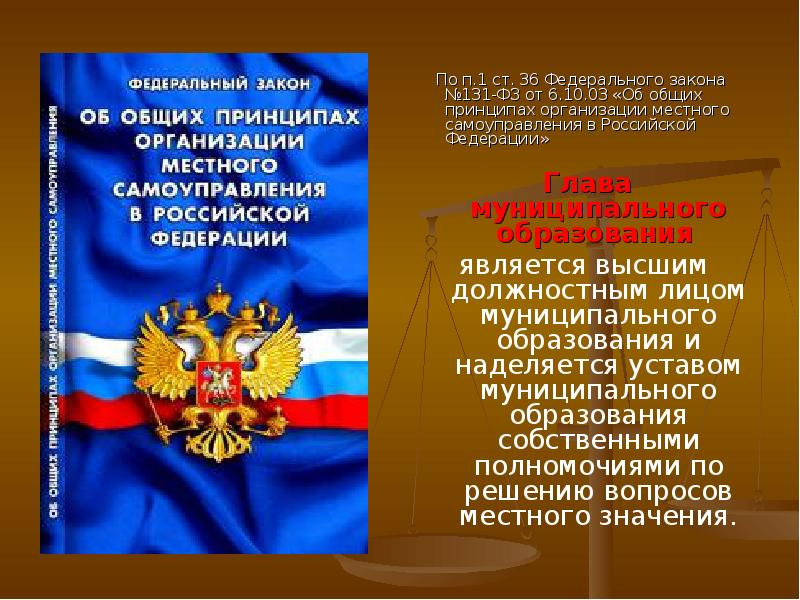 ФЕДЕРАЛЬНЫЙ ЗАКОН
ОБ ОБЩИХ ПРИНЦИПАХ
ОРГАНИЗАЦИИ
МЕСТНОГО
САМОУПРАВЛЕНИЯ
В РОССИЙСКОЙ
ФЕДЕРАЦИИ
ОБ ОБЩИХ ПРИНЦИПАХ ОРГАНИЗАЦИИ МЕСТНОГО САМОУПРАВЛЕНИЯ
По п.1 ст. 36 Федерального закона
№131-ФЗ от 6.10.03 «Об общих
принципах организации местного
самоуправления в Российской
Федерации»
Глава
муниципального
образования
является высшим
должностным лицом
муниципального
образования и
наделяется уставом
муниципального
образования
собственными
полномочиями по
решению вопросов
местного значения.